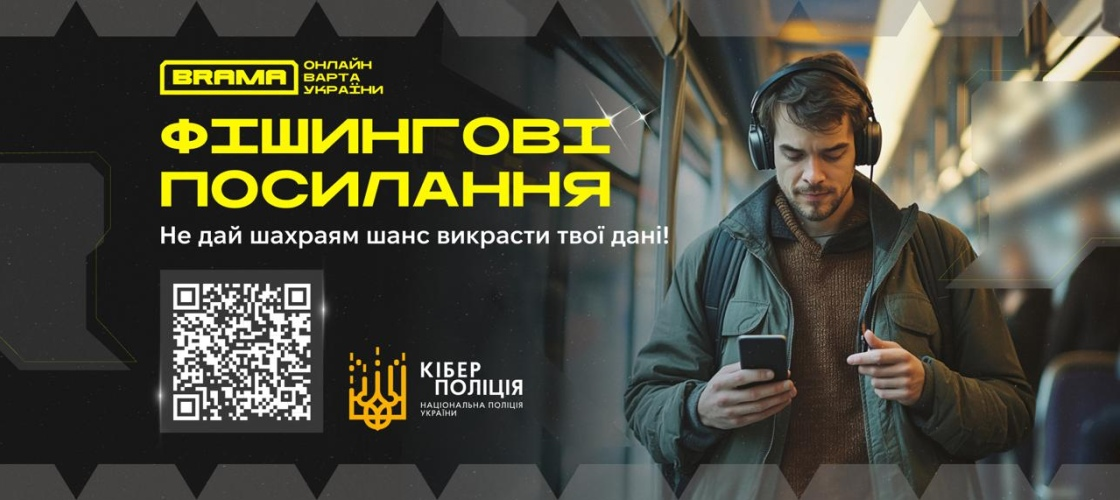 BRAMA
ОНЛАЙН
ВАРТА
УКРАЇНИ
ФІШИНГОВІ
ПОСИЛАННЯ
Не дай шахраям шанс викрасти твої дані!
КІБЕР
ПОЛІЦІЯ
НАЦІОНАЛЬНА ПОЛІЦІЯ
УКРАЇНИ